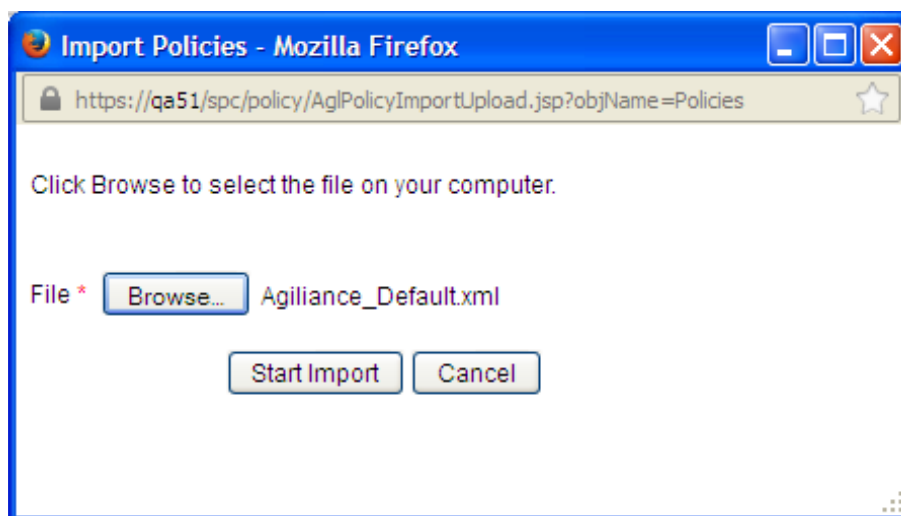 Import Policies - Mozilla Firefox
https://qa51/spc/policy/AglPolicyImportUpload.jsp?objName=Policies
Click Browse to select the file on your computer.
File * Browse... Agiliance_Default.xml
Start Import Cancel